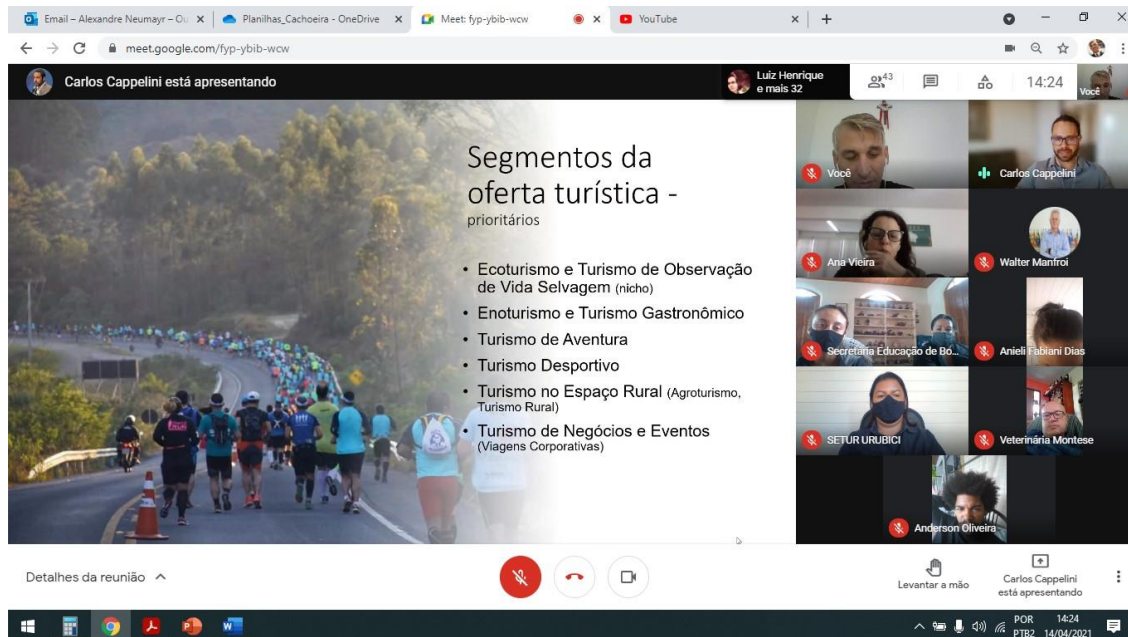 Email – Alexandre Neumayr – Ou
Planilhas_Cachoeira - OneDrive
Meet: fyp-ybib-wcw
YouTube
meet.google.com/fyp-ybib-wcw
Carlos Cappelini está apresentando
Luiz Henrique
e mais 32
43
14:24
Você
Segmentos da
oferta turística -
prioritários
• Ecoturismo e Turismo de Observação
de Vida Selvagem (nicho)
• Enoturismo e Turismo Gastronômico
• Turismo de Aventura
• Turismo Desportivo
• Turismo no Espaço Rural (Agroturismo,
Turismo Rural)
• Turismo de Negócios e Eventos
(Viagens Corporativas)
Você
Carlos Cappelini
Ana Vieira
Walter Manfroi
Secretaria Educação de Bo...
Anieli Fabiani Dias
SETUR URUBICI
Veterinária Montese
Anderson Oliveira
Detalhes da reunião
Levantar a mão
Carlos Cappelini
está apresentando
POR
PTB2
14:24
14/04/2021